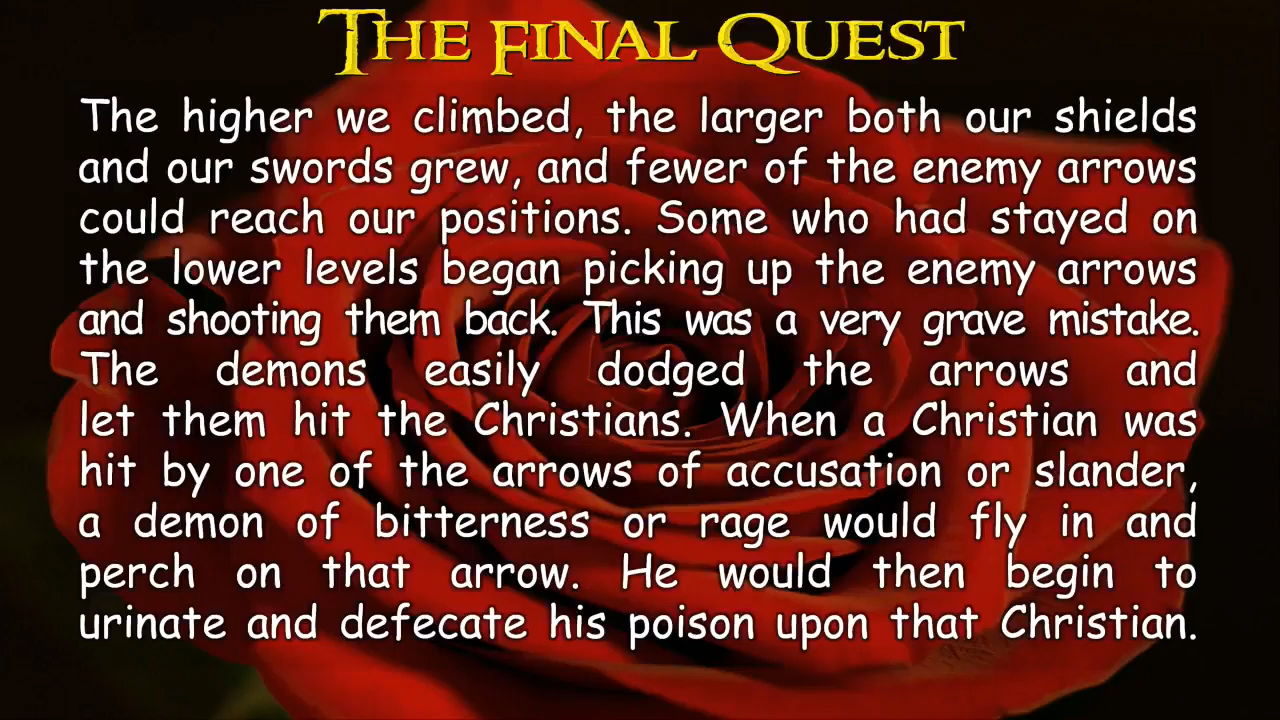 The Final Quest
The higher we climbed, the larger both our shields
and our swords grew, and fewer of the enemy arrows
could reach our positions. Some who had stayed on
the lower levels began picking up the enemy arrows
and shooting them back. This was a very grave mistake.
The demons easily dodged the arrows and
let them hit the Christians. When a Christian was
hit by one of the arrows of accusation or slander,
a demon of bitterness or rage would fly in and
perch on that arrow. He would then begin to
urinate and defecate his poison upon that Christian.